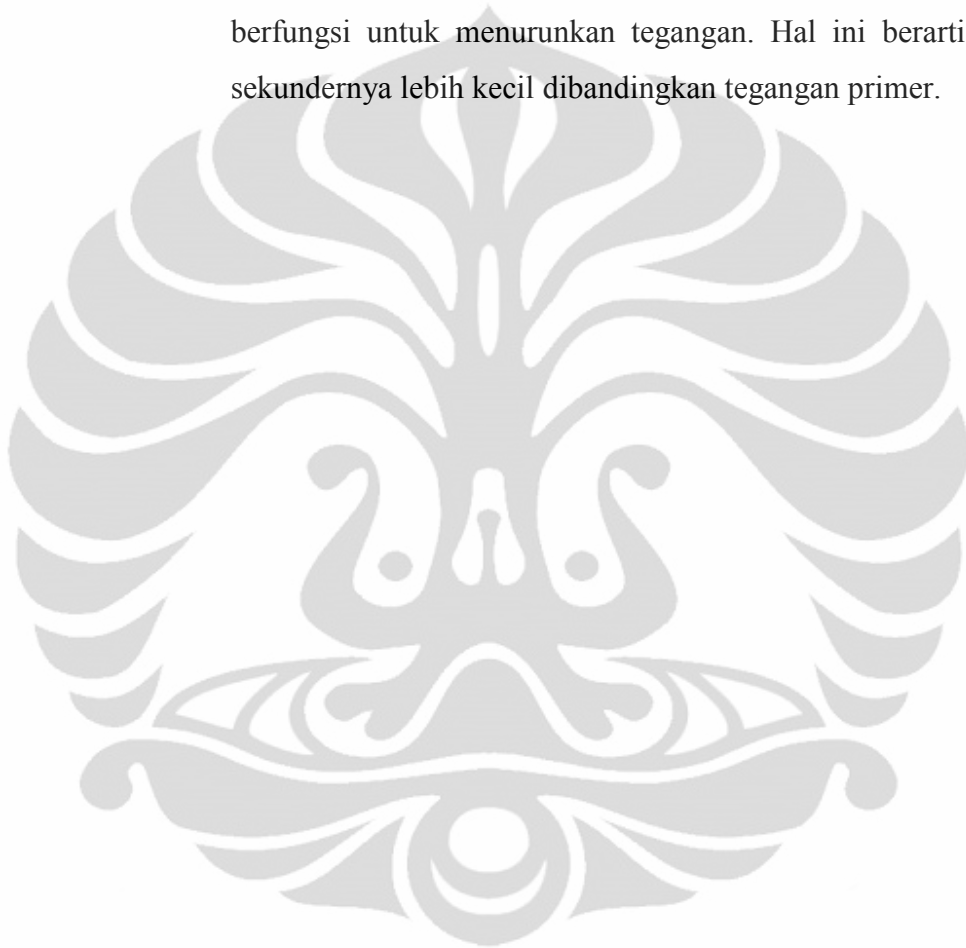 berfungsi untuk menurunkan tegangan. Hal ini berarti
sekundernya lebih kecil dibandingkan tegangan primer.